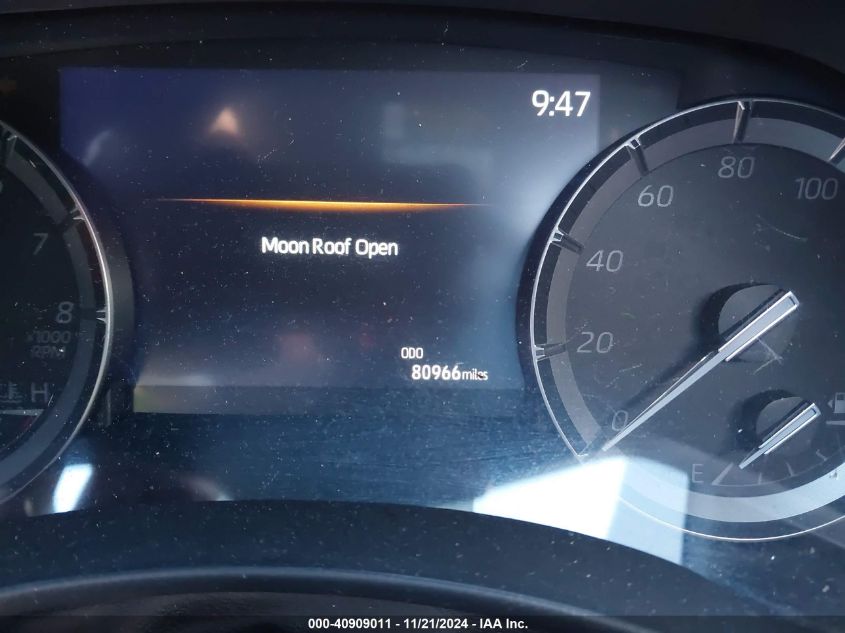 9:47
Moon Roof Open
ODO
80966 miles
7
8
x1000
RPM
H
0
20
40
60
80
100
E
000-40909011 - 11/21/2024 - IAA Inc.